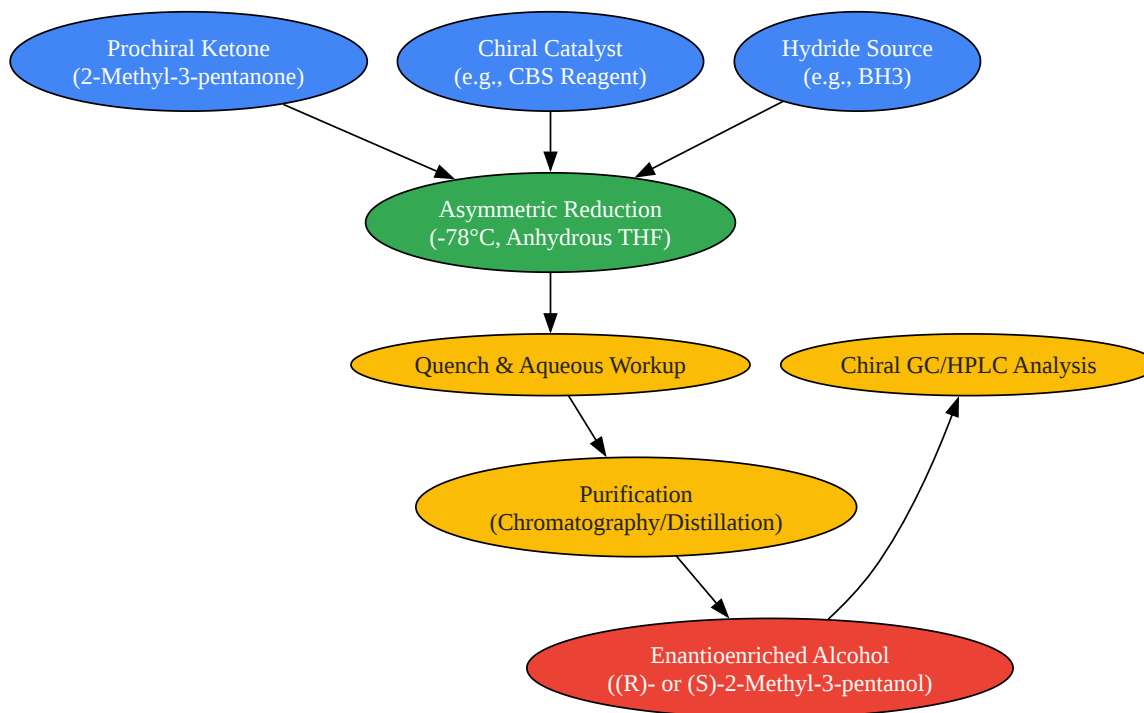 Prochiral Ketone
(2-Methyl-3-pentanone)
Chiral Catalyst
(e.g., CBS Reagent)
Hydride Source
(e.g., BH3)
Asymmetric Reduction
(-78°C, Anhydrous THF)
Quench & Aqueous Workup
Chiral GC/HPLC Analysis
Purification
(Chromatography/Distillation)
Enantioenriched Alcohol
((R)- or (S)-2-Methyl-3-pentanol)